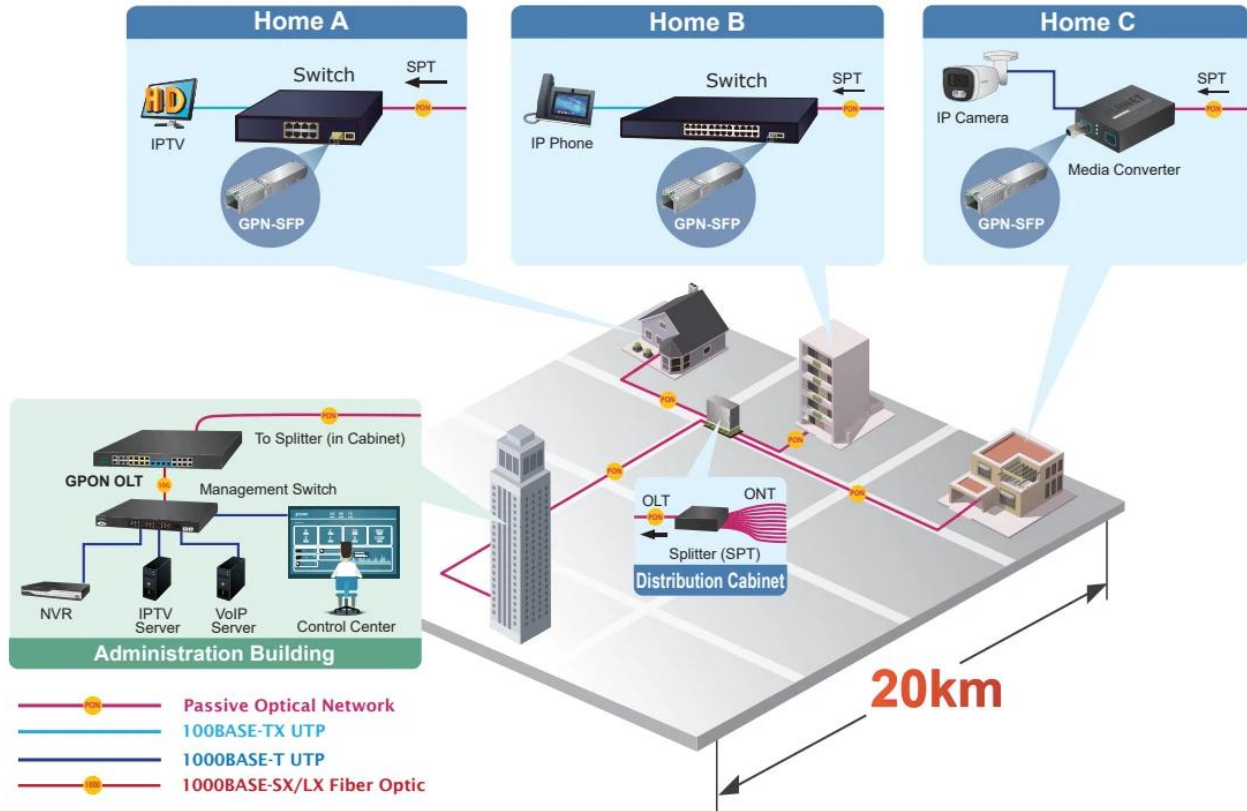 Home A
Switch
SPT
PON
IPTV
GPN-SFP
Home B
Switch
SPT
PON
IP Phone
GPN-SFP
Home C
SPT
PON
IP Camera
Media Converter
GPN-SFP
PON
To Splitter (in Cabinet)
GPON OLT
Management Switch
NVR
IPTV
Server
VoIP
Server
Control Center
Administration Building
PON
PON
PON
PON
OLT
ONT
PON
Splitter (SPT)
Distribution Cabinet
20km
PON
Passive Optical Network
100BASE-TX UTP
1000BASE-T UTP
1000
1000BASE-SX/LX Fiber Optic